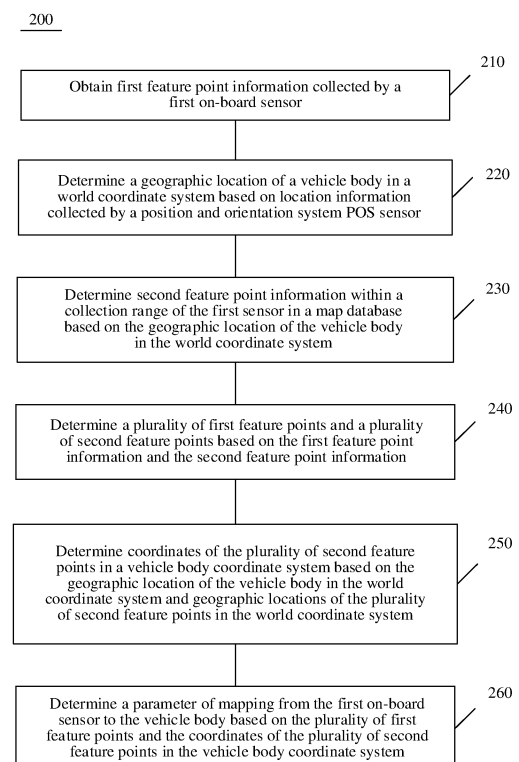 200
210
Obtain first feature point information collected by a
first on-board sensor
220
Determine a geographic location of a vehicle body in a
world coordinate system based on location information
collected by a position and orientation system POS sensor
230
Determine second feature point information within a
collection range of the first sensor in a map database
based on the geographic location of the vehicle body
in the world coordinate system
240
Determine a plurality of first feature points and a plurality
of second feature points based on the first feature point
information and the second feature point information
250
Determine coordinates of the plurality of second feature
points in a vehicle body coordinate system based on the
geographic location of the vehicle body in the world
coordinate system and geographic locations of the plurality
of second feature points in the world coordinate system
260
Determine a parameter of mapping from the first on-board
sensor to the vehicle body based on the plurality of first
feature points and the coordinates of the plurality of second
feature points in the vehicle body coordinate system